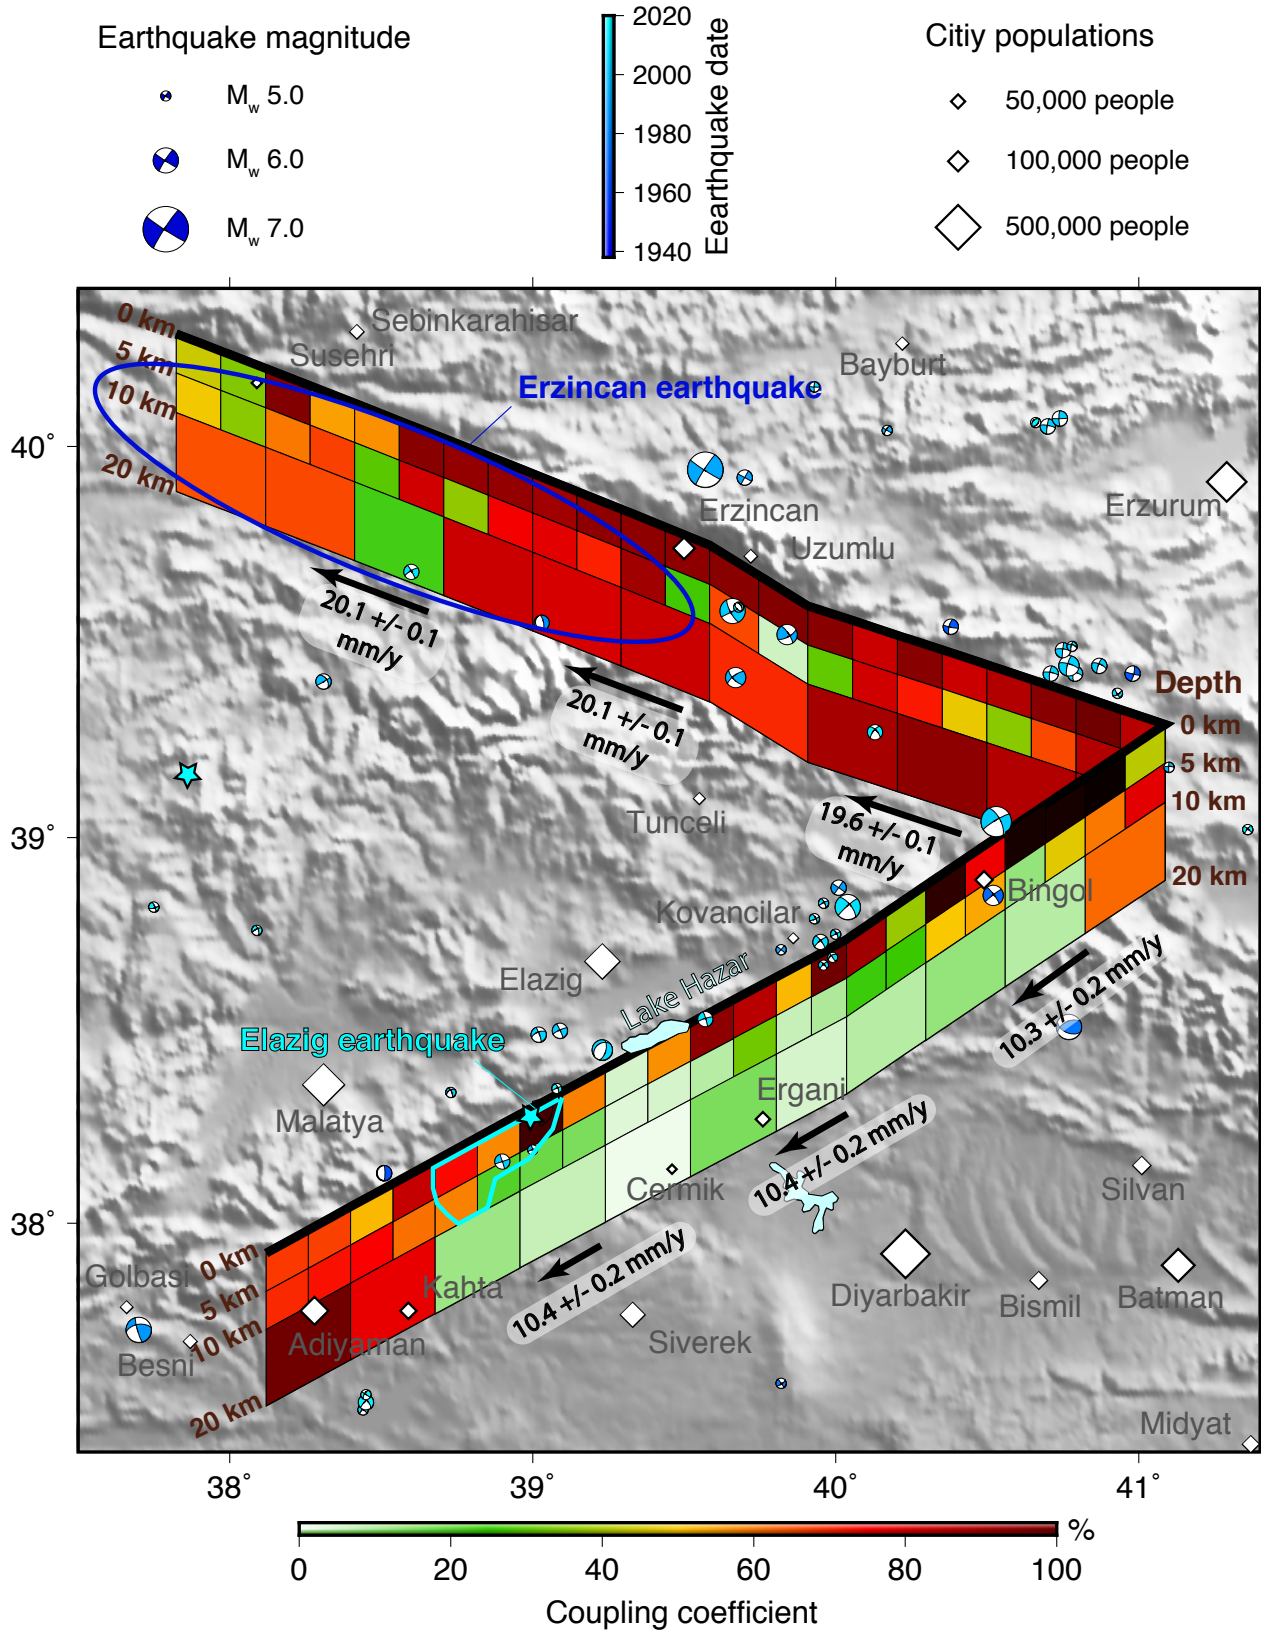 Earthquake magnitude
Mw 5.0
Mw 6.0
Mw 7.0
2020
2000
1980
1960
1940
Eearthquake date
Citiy populations
50,000 people
100,000 people
500,000 people
0 km
5 km
10 km
20 km
Sebinkarahisar
Susehri
Bayburt
Erzincan earthquake
40°
Erzincan
Erzurum
Uzumlu
20.1 +/- 0.1
mm/y
20.1 +/- 0.1
mm/y
Depth
0 km
5 km
10 km
20 km
Tunceli
19.6 +/- 0.1
mm/y
39°
Bingol
Kovancilar
Elazig
Lake Hazar
10.3 +/- 0.2 mm/y
Elazig earthquake
Malatya
Ergani
10.4 +/- 0.2 mm/y
Cermik
Silvan
38°
Golbasi
0 km
5 km
10 km
20 km
Kahta
10.4 +/- 0.2 mm/y
Diyarbakir
Bismil
Batman
Adiyaman
Siverek
Besni
Midyat
38°
39°
40°
41°
%
0
20
40
60
80
100
Coupling coefficient